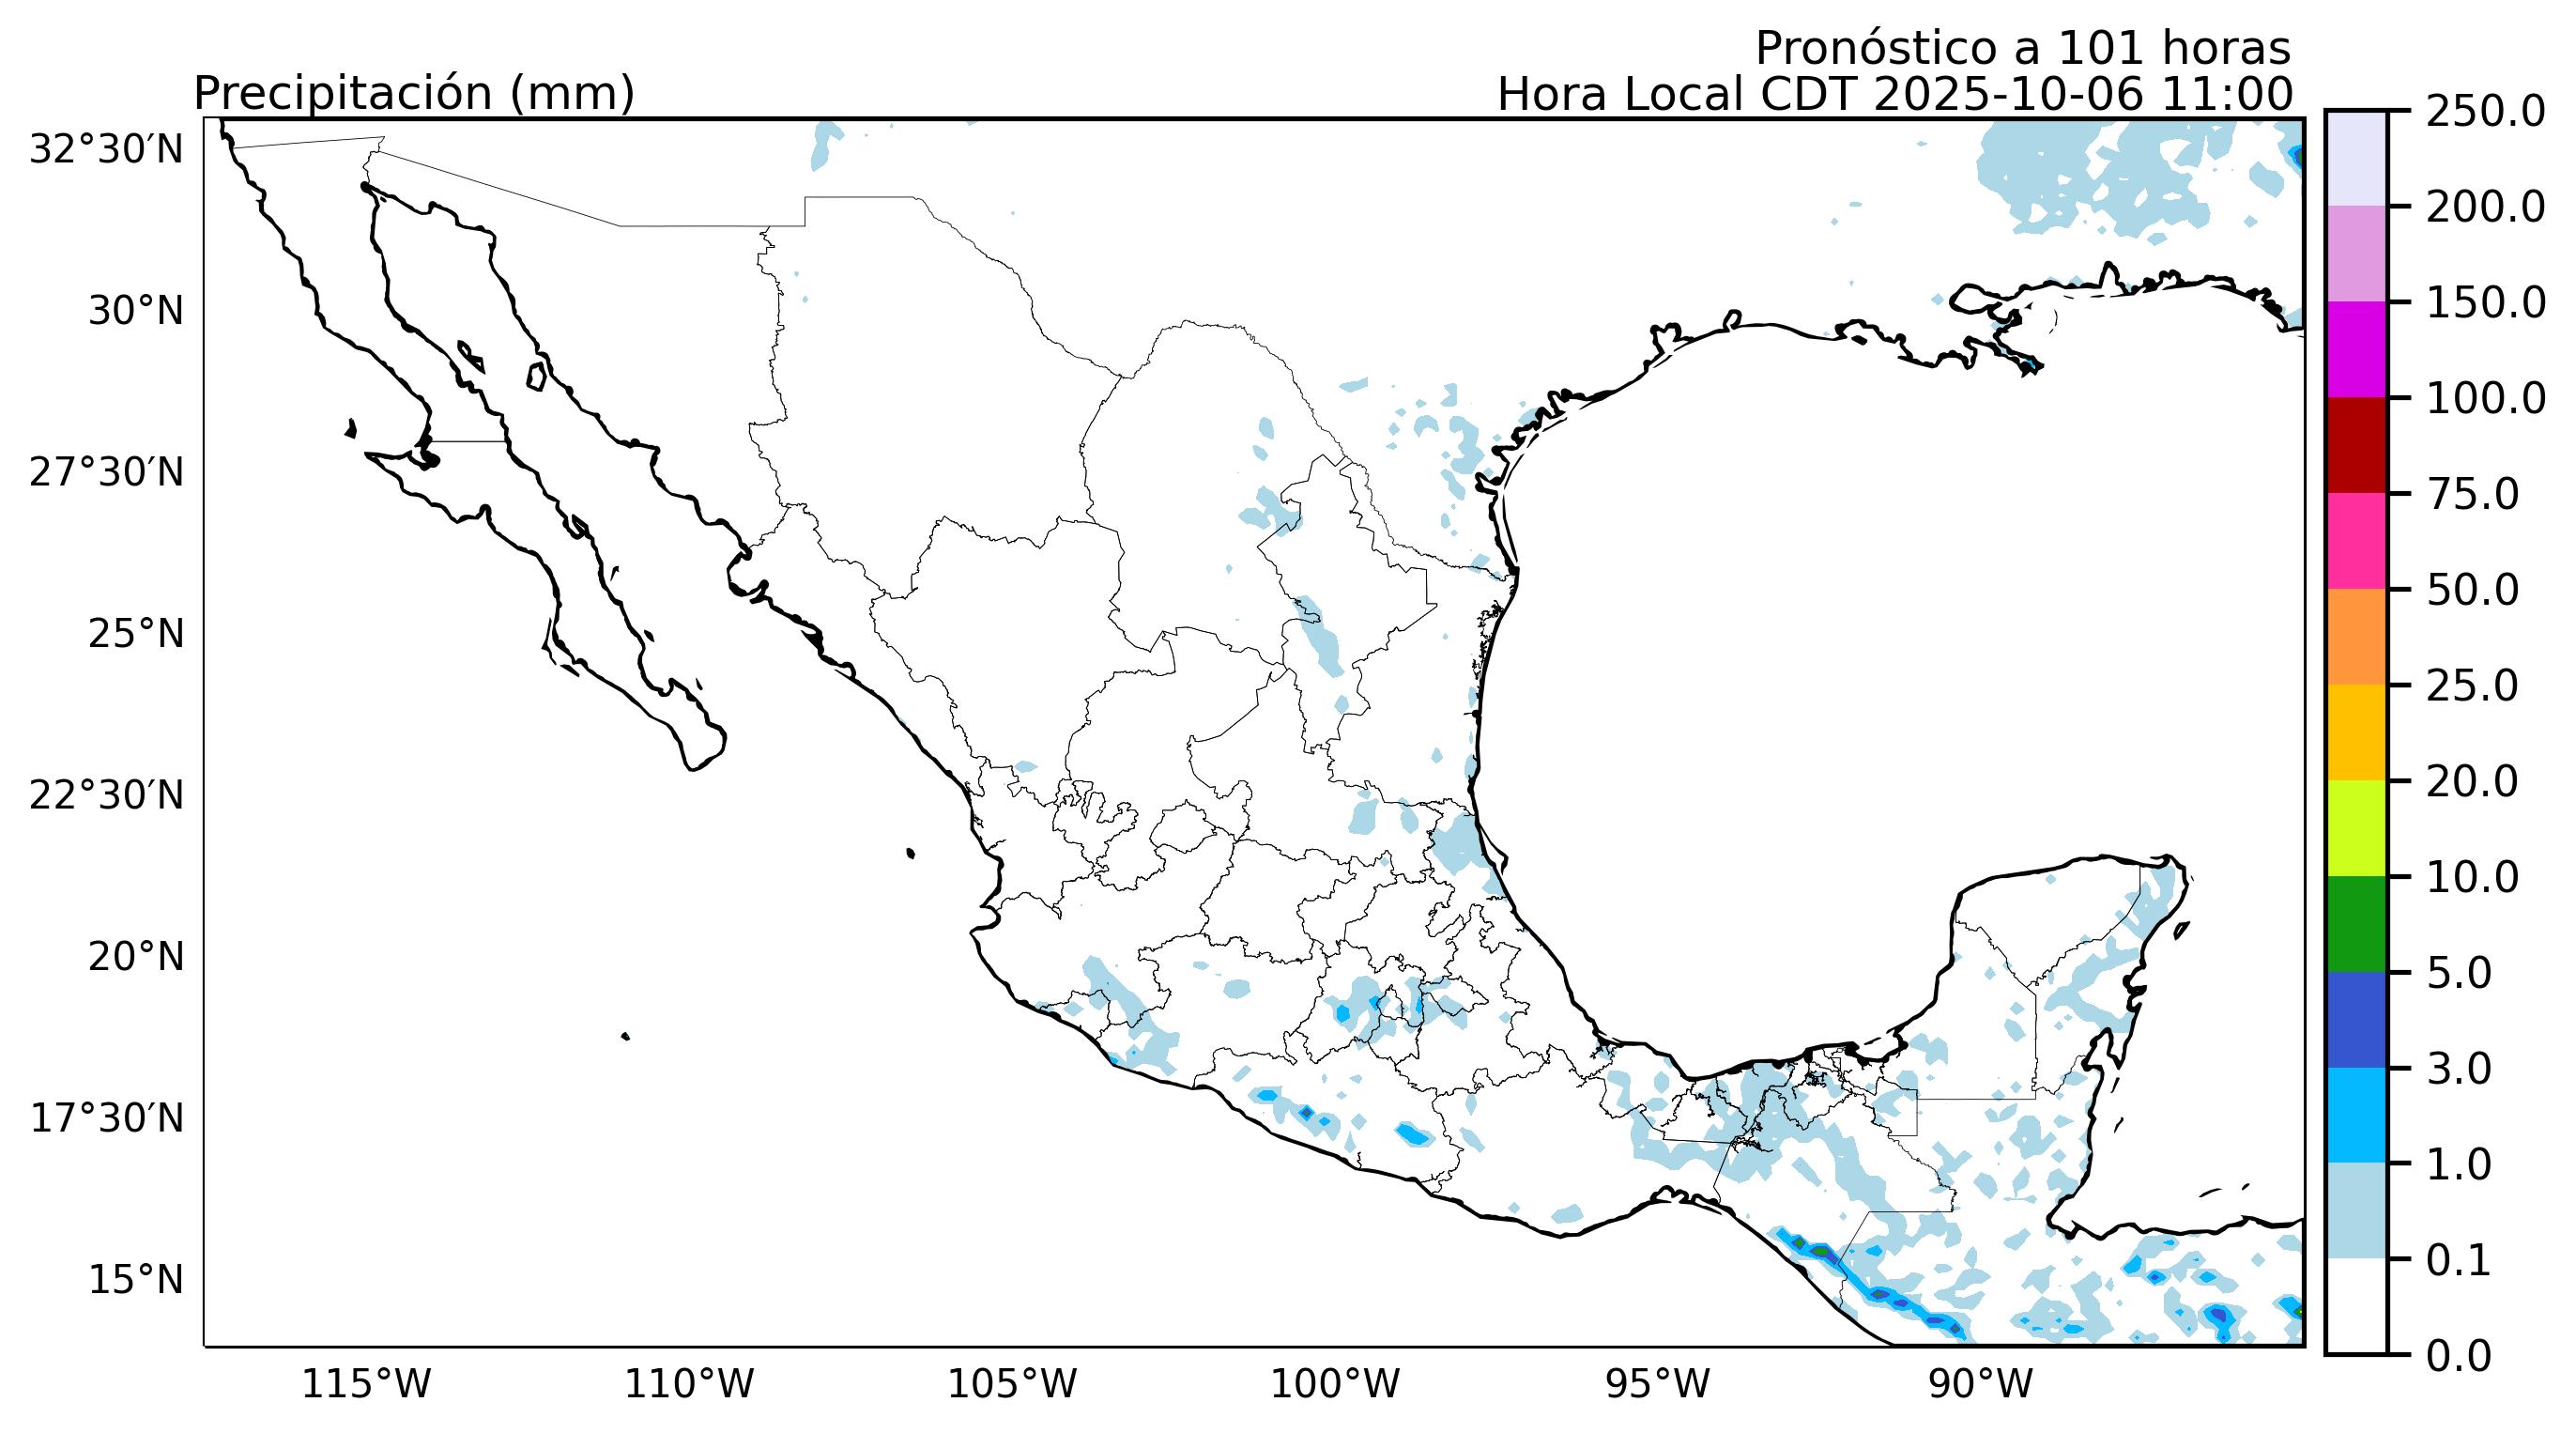 Pronóstico a 101 horas
Precipitación (mm)
Hora Local CDT 2025-10-06 11:00
32°30′N
30°N
27°30′N
25°N
22°30′N
20°N
17°30′N
15°N
115°W
110°W
105°W
100°W
95°W
90°W
250.0
200.0
150.0
100.0
75.0
50.0
25.0
20.0
10.0
5.0
3.0
1.0
0.1
0.0